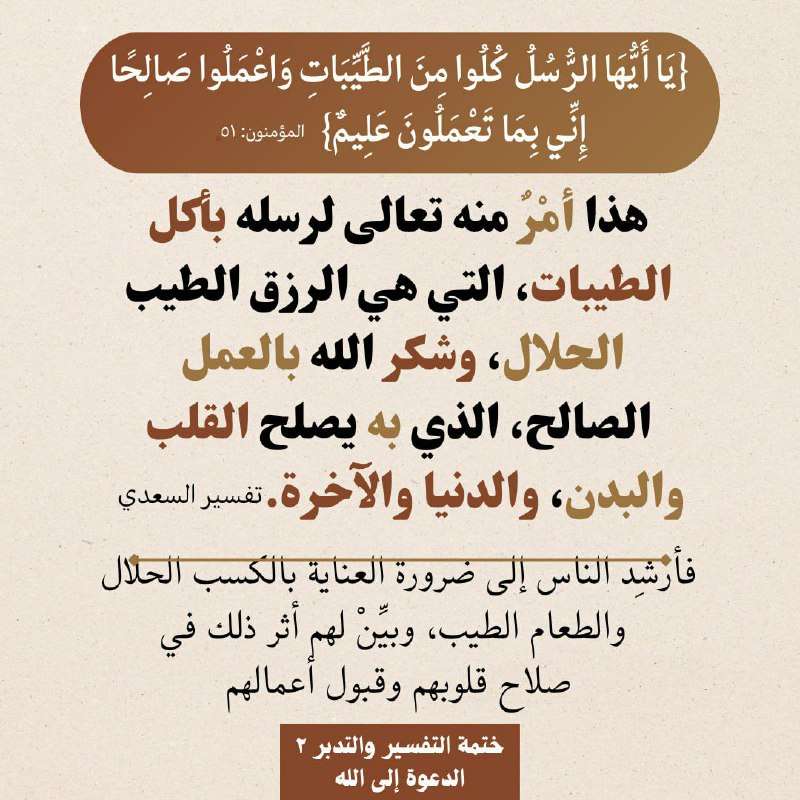 {يَا أَيُّهَا الرُّسُلُ كُلُوا مِنَ الطَّيِّبَاتِ وَاعْمَلُوا صَالِحًا
إِنِّي بِمَا تَعْمَلُونَ عَلِيمٌ} المؤمنون: ٥١
هذا أمْرٌ منه تعالى لرسله بأكل
الطيبات، التي هي الرزق الطيب
الحلال، وشكر الله بالعمل
الصالح، الذي به يصلح القلب
والبدن، والدنيا والآخرة. تفسير السعدي
فأرشِد الناس إلى ضرورة العناية بالكسب الحلال
والطعام الطيب، وبيِّنْ لهم أثر ذلك في
صلاح قلوبهم وقبول أعمالهم
ختمة التفسير والتدبر ٢
الدعوة إلى الله